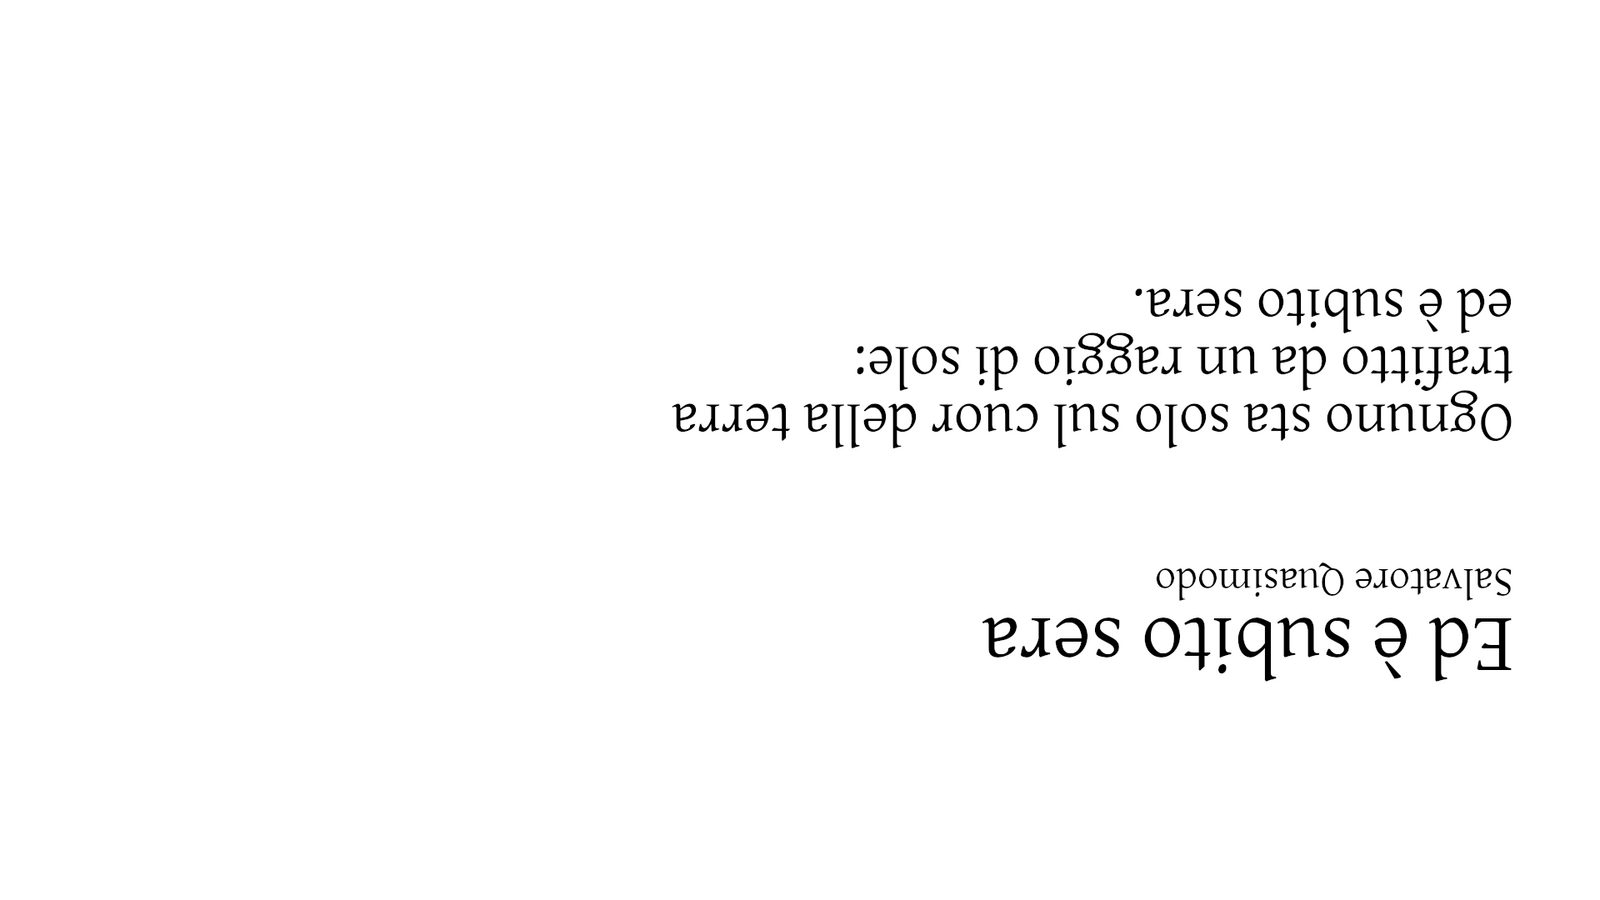 Ed è subito sera
Salvatore Quasimodo
Ognuno sta solo sul cuor della terra
trafitto da un raggio di sole:
ed è subito sera.